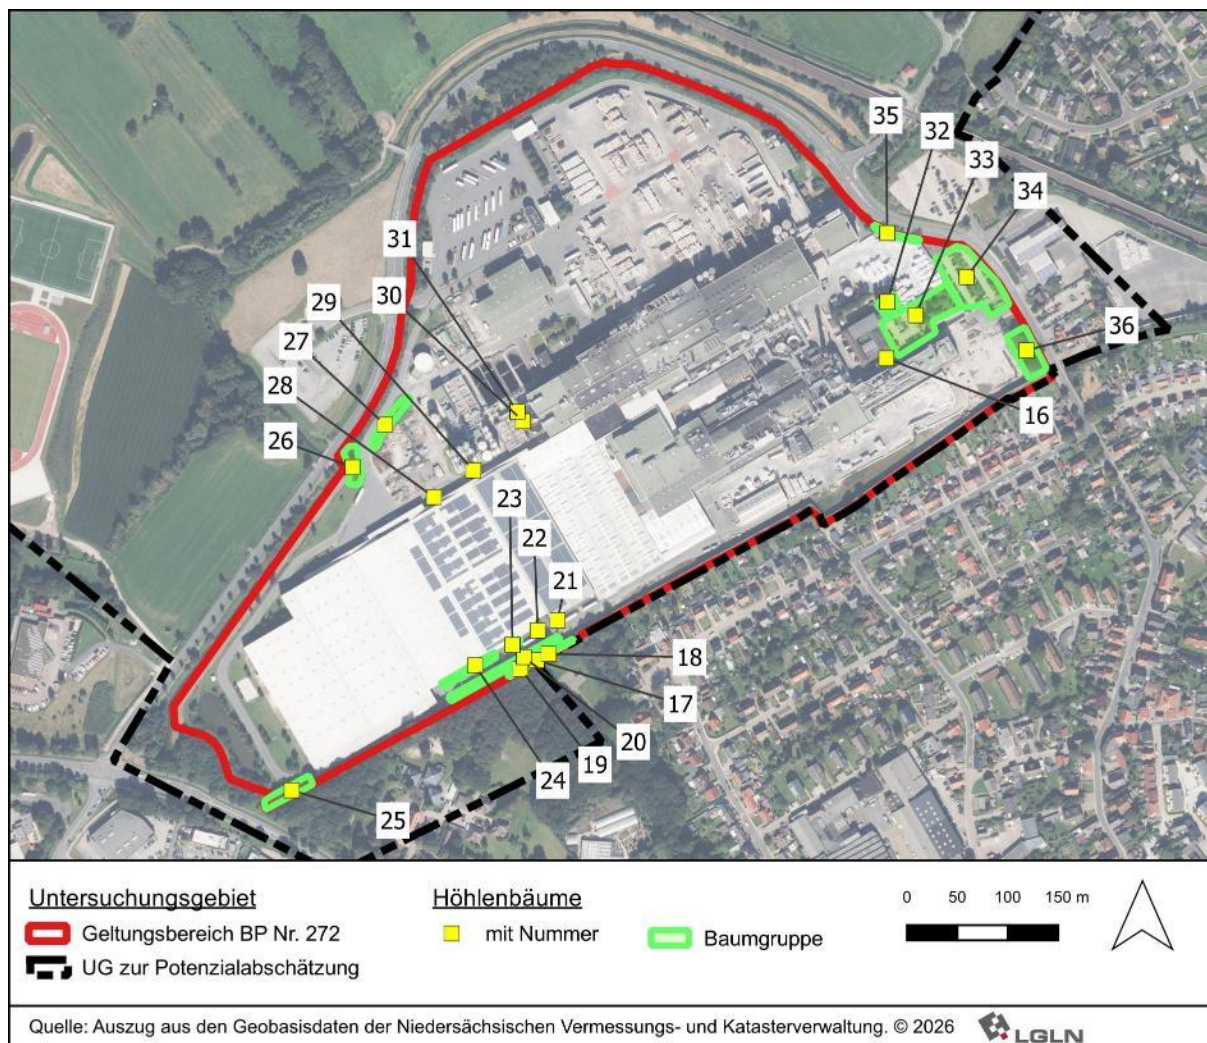 35
32
33
34
31
30
29
27
28
26
36
16
23
22
21
18
17
20
19
24
25
Untersuchungsgebiet
Geltungsbereich BP Nr. 272
UG zur Potenzialabschätzung
Höhlenbäume
mit Nummer
Baumgruppe
0 50 100 150 m
Quelle: Auszug aus den Geobasisdaten der Niedersächsischen Vermessungs- und Katasterverwaltung. © 2026
LGLN